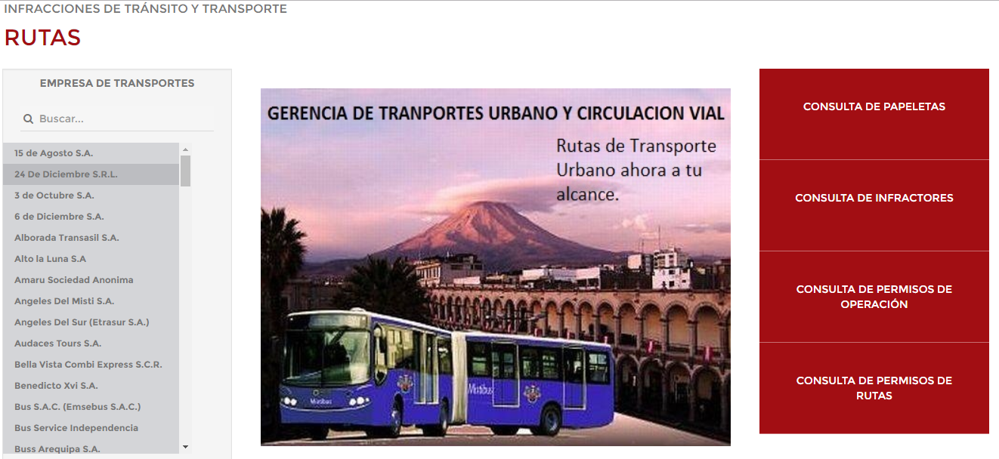 INFRACCIONES DE TRÁNSITO Y TRANSPORTE
RUTAS
EMPRESA DE TRANSPORTES
Buscar...
15 de Agosto S.A.
24 De Diciembre S.R.L.
3 de Octubre S.A.
6 de Diciembre S.A.
Alborada Transasil S.A.
Alto la Luna S.A
Amaru Sociedad Anonima
Angeles Del Misti S.A.
Angeles Del Sur (Etrasur S.A.)
Audaces Tours S.A.
Bella Vista Combi Express S.C.R.
Benedicto Xvi S.A.
Bus S.A.C. (Emsebus S.A.C.)
Bus Service Independencia
Buss Arequipa S.A.
GERENCIA DE TRANPORTES URBANO Y CIRCULACION VIAL
Rutas de Transporte
Urbano ahora a tu
alcance.
Mistibus
Mistibus
CONSULTA DE PAPELETAS
CONSULTA DE INFRACTORES
CONSULTA DE PERMISOS DE
OPERACIÓN
CONSULTA DE PERMISOS DE
RUTAS